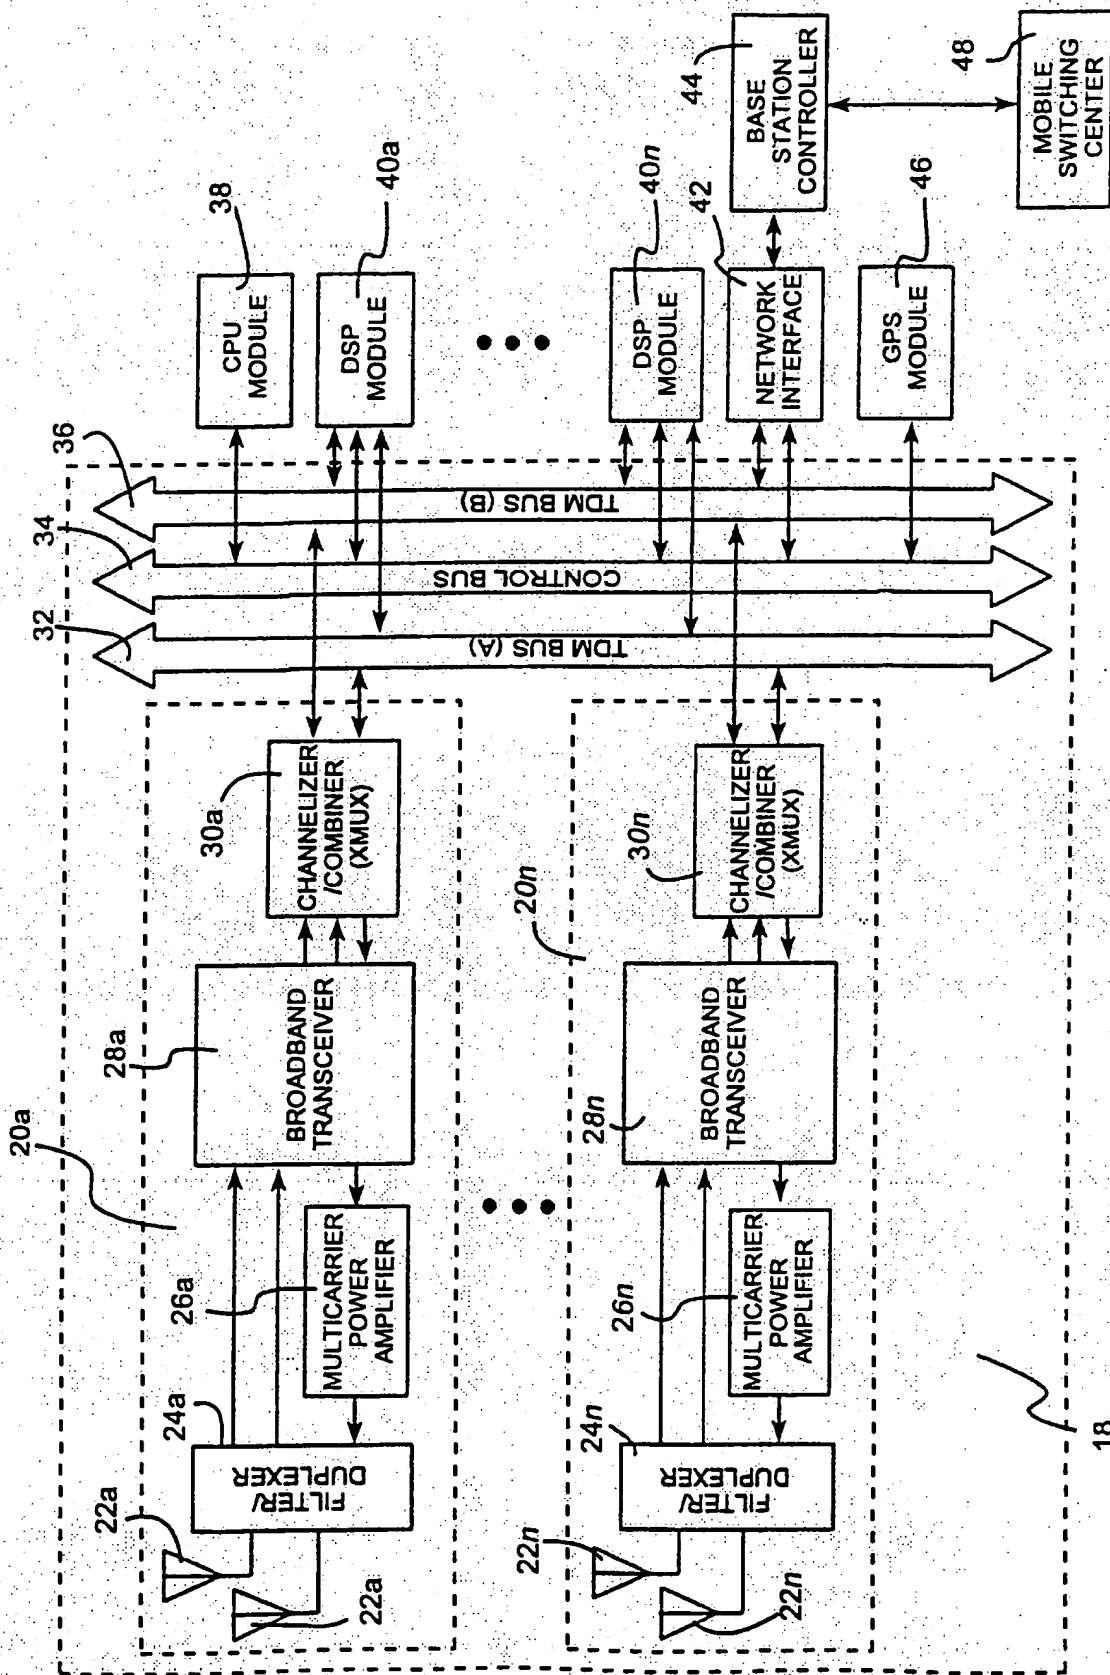 20a
22a
22a
24a
FILTER/
DUPLEXER
26a
MULTICARRIER
POWER
AMPLIFIER
28a
BROADBAND
TRANSCEIVER
30a
CHANNELIZER
/COMBINER
(XMUX)
32
34
36
TDM BUS (A)
CONTROL BUS
TDM BUS (B)
38
CPU
MODULE
40a
DSP
MODULE
20n
22n
22n
24n
FILTER/
DUPLEXER
26n
MULTICARRIER
POWER
AMPLIFIER
28n
BROADBAND
TRANSCEIVER
30n
CHANNELIZER
/COMBINER
(XMUX)
40n
DSP
MODULE
42
NETWORK
INTERFACE
44
BASE
STATION
CONTROLLER
46
GPS
MODULE
48
MOBILE
SWITCHING
CENTER
18